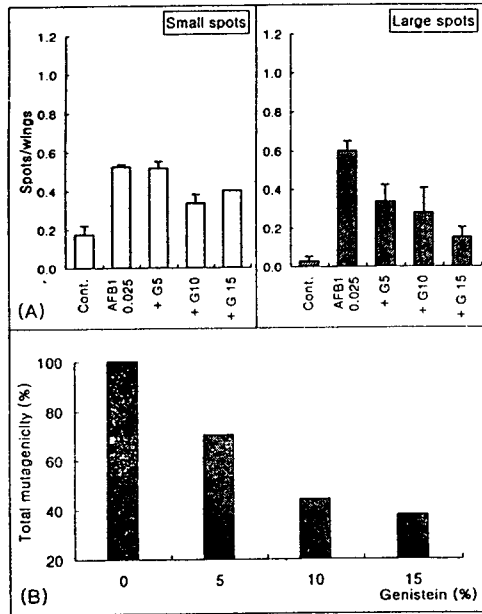 Small spots
Large spots
1.2
1.0
0.8
0.6
0.4
0.2
0.0
Spots/wings
Cont.
AFB1
0.025
+ G5
+ G10
+ G 15
(A)
1.2
1.0
0.8
0.6
0.4
0.2
0.0
Cont.
AFB1
0.025
+ G5
+ G10
+ G 15
Total mutagenicity (%)
100
80
60
40
20
0
5
10
15
(B)
Genistein (%)